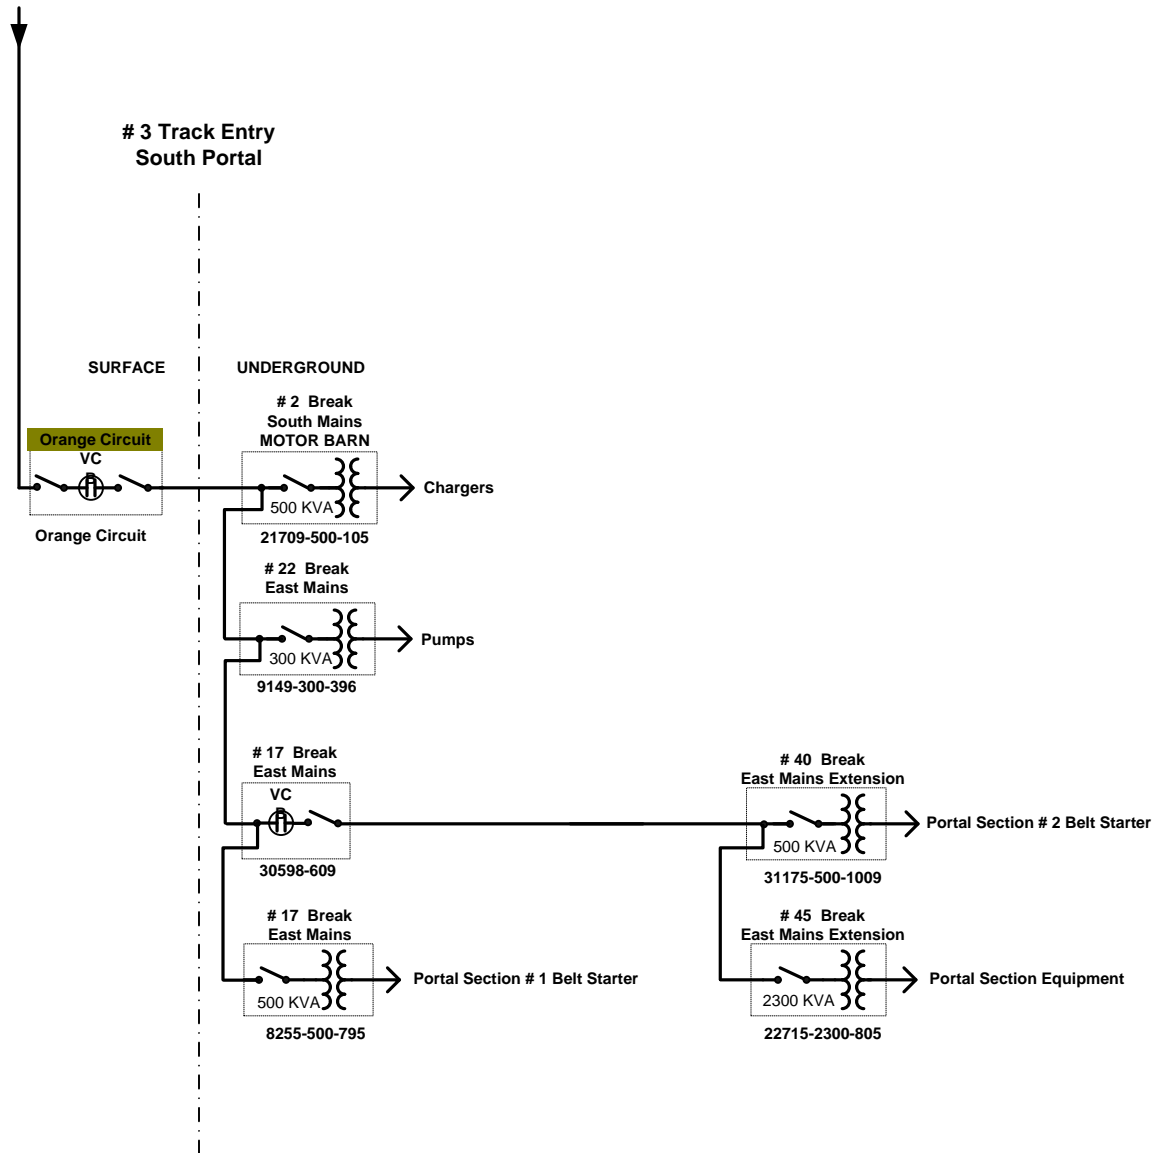 # 3 Track Entry
South Portal
SURFACE
UNDERGROUND
# 2 Break
South Mains
MOTOR BARN
Orange Circuit
VC
500 KVA
Chargers
Orange Circuit
21709-500-105
# 22 Break
East Mains
300 KVA
Pumps
9149-300-396
# 17 Break
East Mains
VC
30598-609
# 40 Break
East Mains Extension
500 KVA
Portal Section # 2 Belt Starter
31175-500-1009
# 17 Break
East Mains
500 KVA
Portal Section # 1 Belt Starter
8255-500-795
# 45 Break
East Mains Extension
2300 KVA
Portal Section Equipment
22715-2300-805